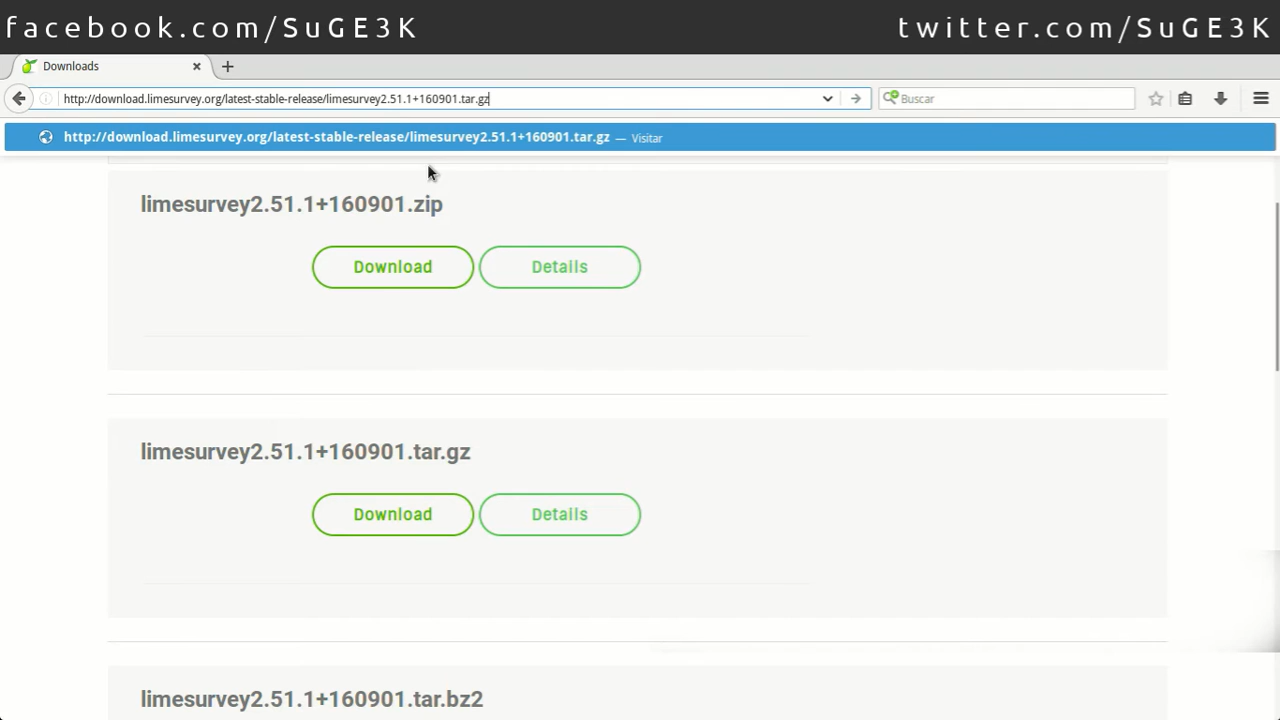 facebook.com/SuGE3K
twitter.com/SuGE3K
Downloads
http://download.limesurvey.org/latest-stable-release/limesurvey2.51.1+160901.tar.gz
Buscar
http://download.limesurvey.org/latest-stable-release/limesurvey2.51.1+160901.tar.gz — Visitar
limesurvey2.51.1+160901.zip
Download Details
limesurvey2.51.1+160901.tar.gz
Download Details
limesurvey2.51.1+160901.tar.bz2